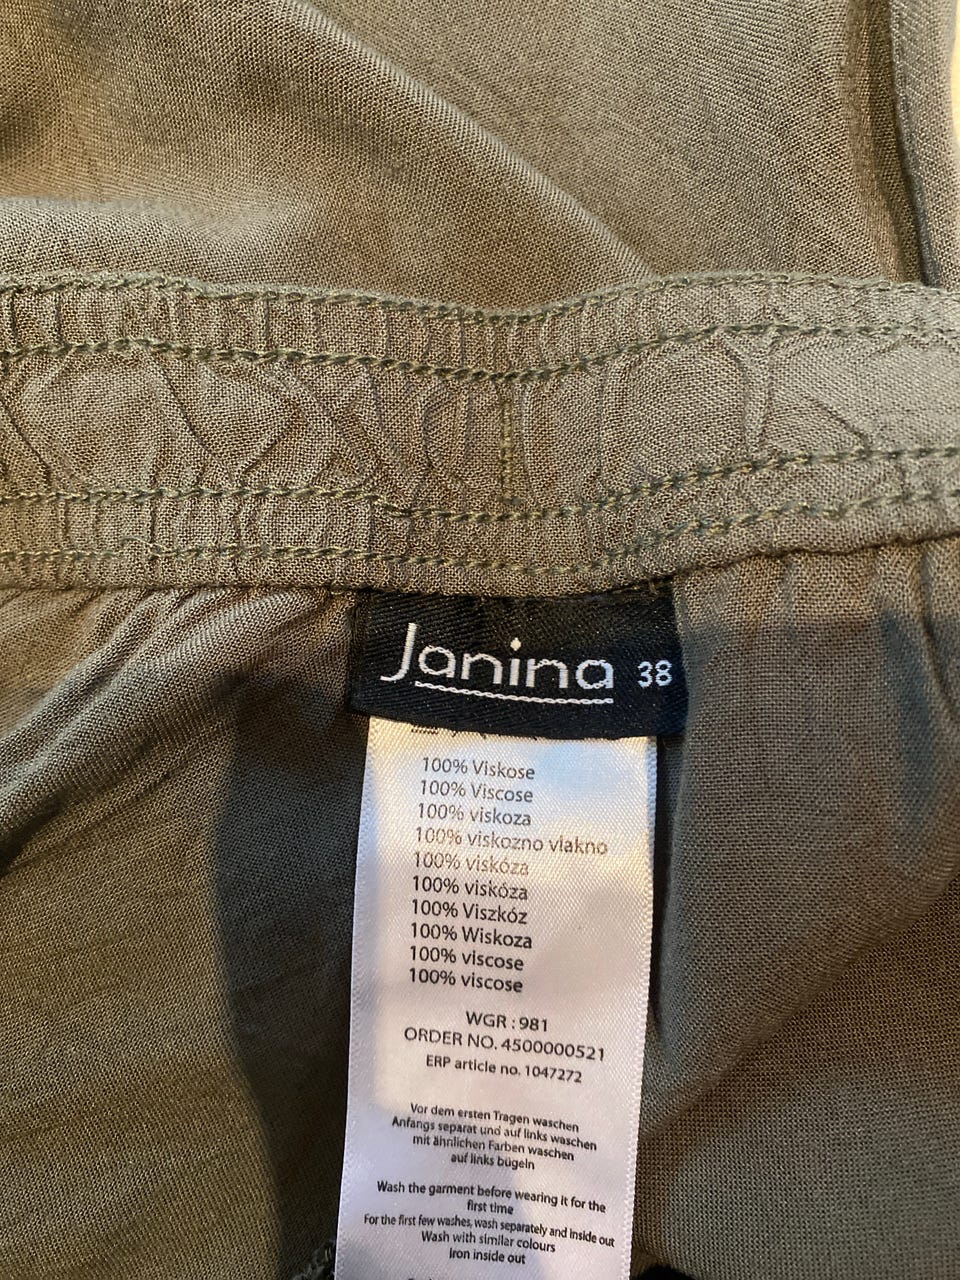 Janina 38
100% Viskose
100% Viscose
100% viskoza
100% viskozno vlakno
100% viskóza
100% viskóza
100% Viszkóz
100% Wiskoza
100% viscose
100% viscose
WGR : 981
ORDER NO. 4500000521
ERP article no. 1047272
Vor dem ersten Tragen waschen
Anfangs separat und auf links waschen
mit ähnlichen Farben waschen
auf links bügeln
Wash the garment before wearing it for the
first time
For the first few washes, wash separately and inside out
Wash with similar colours
Iron inside out